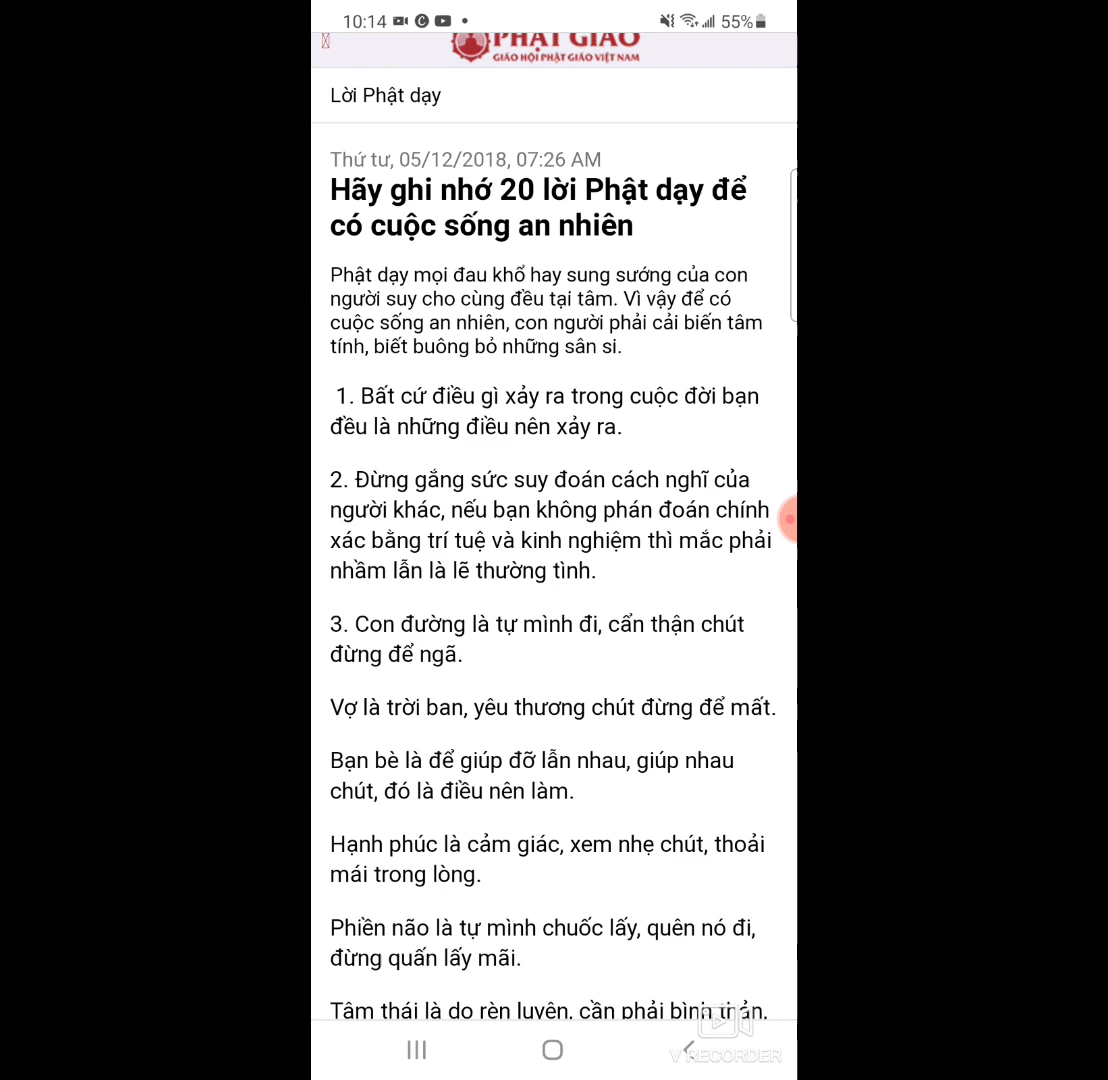 10:14
55%
PHẬT GIÁO
GIÁO HỘI PHẬT GIÁO VIỆT NAM
Lời Phật dạy
Thứ tư, 05/12/2018, 07:26 AM
Hãy ghi nhớ 20 lời Phật dạy để
có cuộc sống an nhiên
Phật dạy mọi đau khổ hay sung sướng của con
người suy cho cùng đều tại tâm. Vì vậy để có
cuộc sống an nhiên, con người phải cải biến tâm
tính, biết buông bỏ những sân si.
1. Bất cứ điều gì xảy ra trong cuộc đời bạn
đều là những điều nên xảy ra.
2. Đừng gắng sức suy đoán cách nghĩ của
người khác, nếu bạn không phán đoán chính
xác bằng trí tuệ và kinh nghiệm thì mắc phải
nhầm lẫn là lẽ thường tình.
3. Con đường là tự mình đi, cẩn thận chút
đừng để ngã.
Vợ là trời ban, yêu thương chút đừng để mất.
Bạn bè là để giúp đỡ lẫn nhau, giúp nhau
chút, đó là điều nên làm.
Hạnh phúc là cảm giác, xem nhẹ chút, thoải
mái trong lòng.
Phiền não là tự mình chuốc lấy, quên nó đi,
đừng quấn lấy mãi.
Tâm thái là do rèn luyện, cần phải bình thản.
V RECORDER